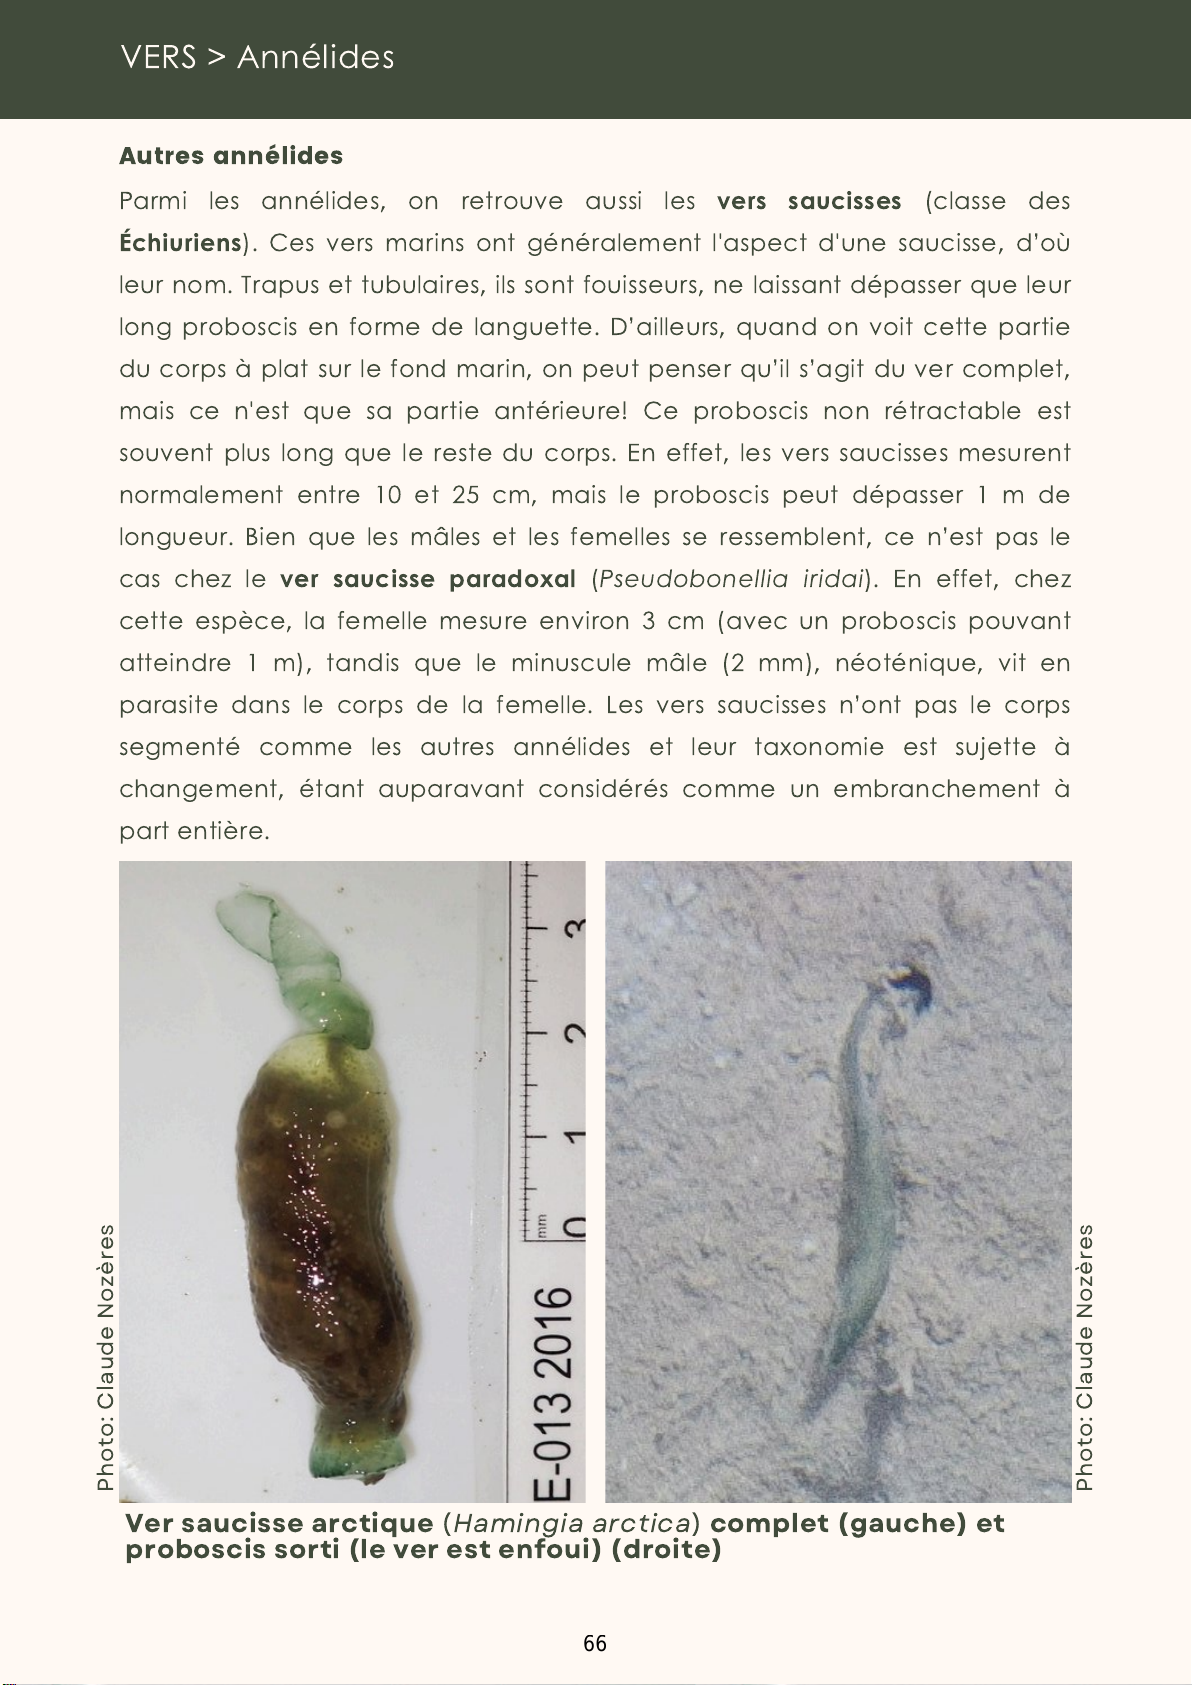 VERS > Annélides
Autres annélides
Parmi les annélides, on retrouve aussi les vers saucisses (classe des
Échiuriens). Ces vers marins ont généralement l'aspect d'une saucisse, d’où
leur nom. Trapus et tubulaires, ils sont fouisseurs, ne laissant dépasser que leur
long proboscis en forme de languette. D’ailleurs, quand on voit cette partie
du corps à plat sur le fond marin, on peut penser qu’il s’agit du ver complet,
mais ce n'est que sa partie antérieure! Ce proboscis non rétractable est
souvent plus long que le reste du corps. En effet, les vers saucisses mesurent
normalement entre 10 et 25 cm, mais le proboscis peut dépasser 1 m de
longueur. Bien que les mâles et les femelles se ressemblent, ce n’est pas le
cas chez le ver saucisse paradoxal (Pseudobonellia iridai). En effet, chez
cette espèce, la femelle mesure environ 3 cm (avec un proboscis pouvant
atteindre 1 m), tandis que le minuscule mâle (2 mm), néoténique, vit en
parasite dans le corps de la femelle. Les vers saucisses n’ont pas le corps
segmenté comme les autres annélides et leur taxonomie est sujette à
changement, étant auparavant considérés comme un embranchement à
part entière.
Photo: Claude Nozères
mm 0 1 2 3
E-013 2016
Photo: Claude Nozères
Ver saucisse arctique (Hamingia arctica) complet (gauche) et
proboscis sorti (le ver est enfoui) (droite)
66